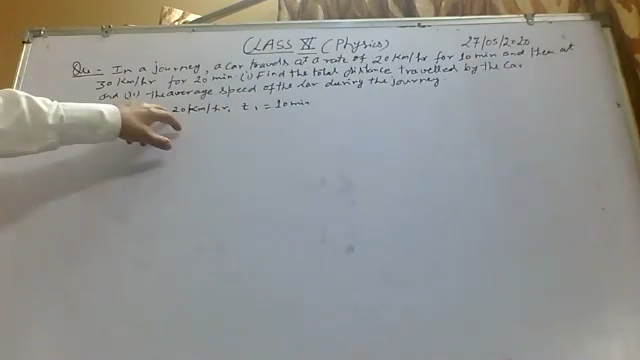 CLASS XI (Physics)
27/05/2020
Qu:- In a journey, a car travels at a rate of 20 km/hr for 10 min and then at
30 km/hr for 20 min. (i) Find the total distance travelled by the car
and (ii) the average speed of the car during the journey
20 km/hr, t₁ = 10 min